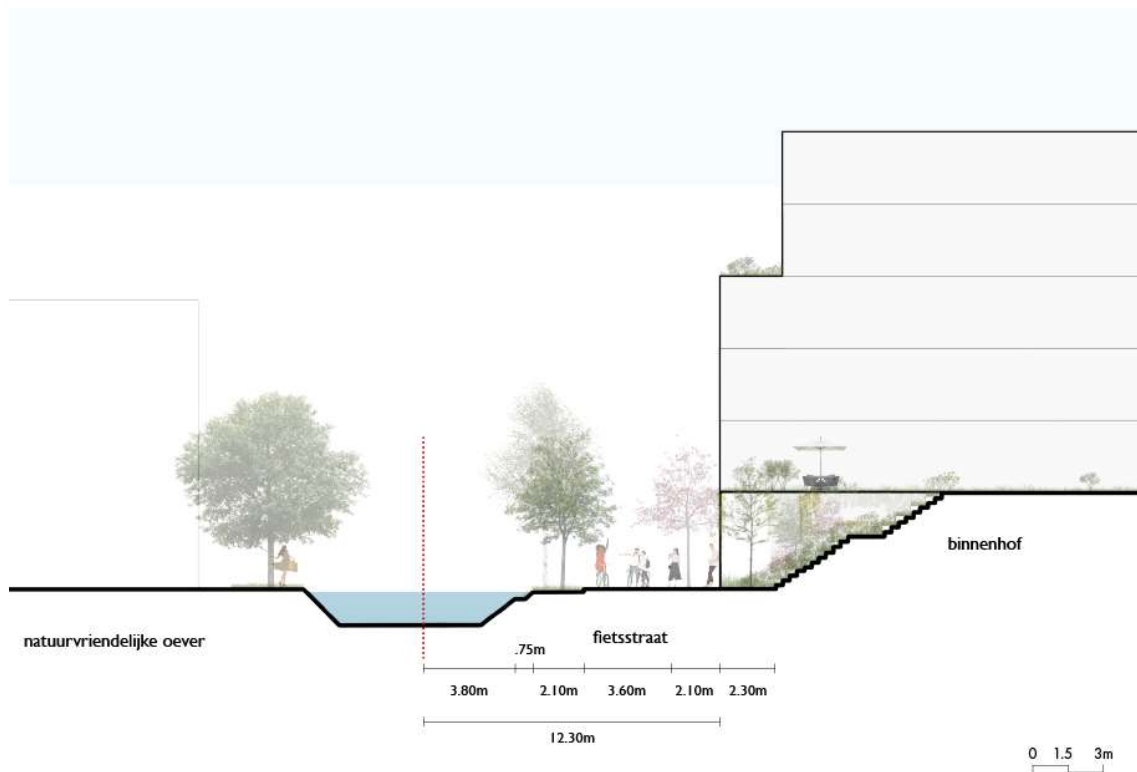 binnenhof
natuurvriendelijke oever
fietsstraat
.75m
3.80m 2.10m 3.60m 2.10m 2.30m
12.30m
0 1.5 3m